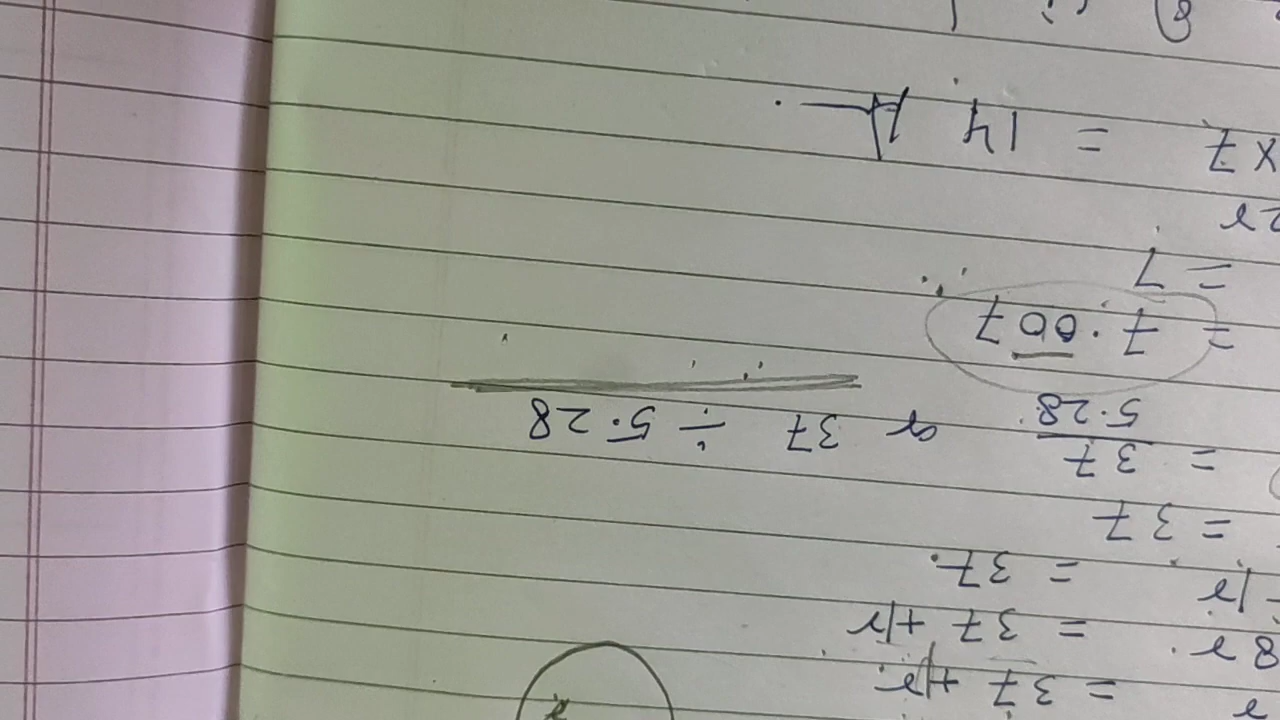 r
r = 37 + 1r
8r = 37 + 1r
- 1r = 37.
= 37
= 37/5.28 or 37 ÷ 5.28
= 7.007
= 7
2r
×7 = 14